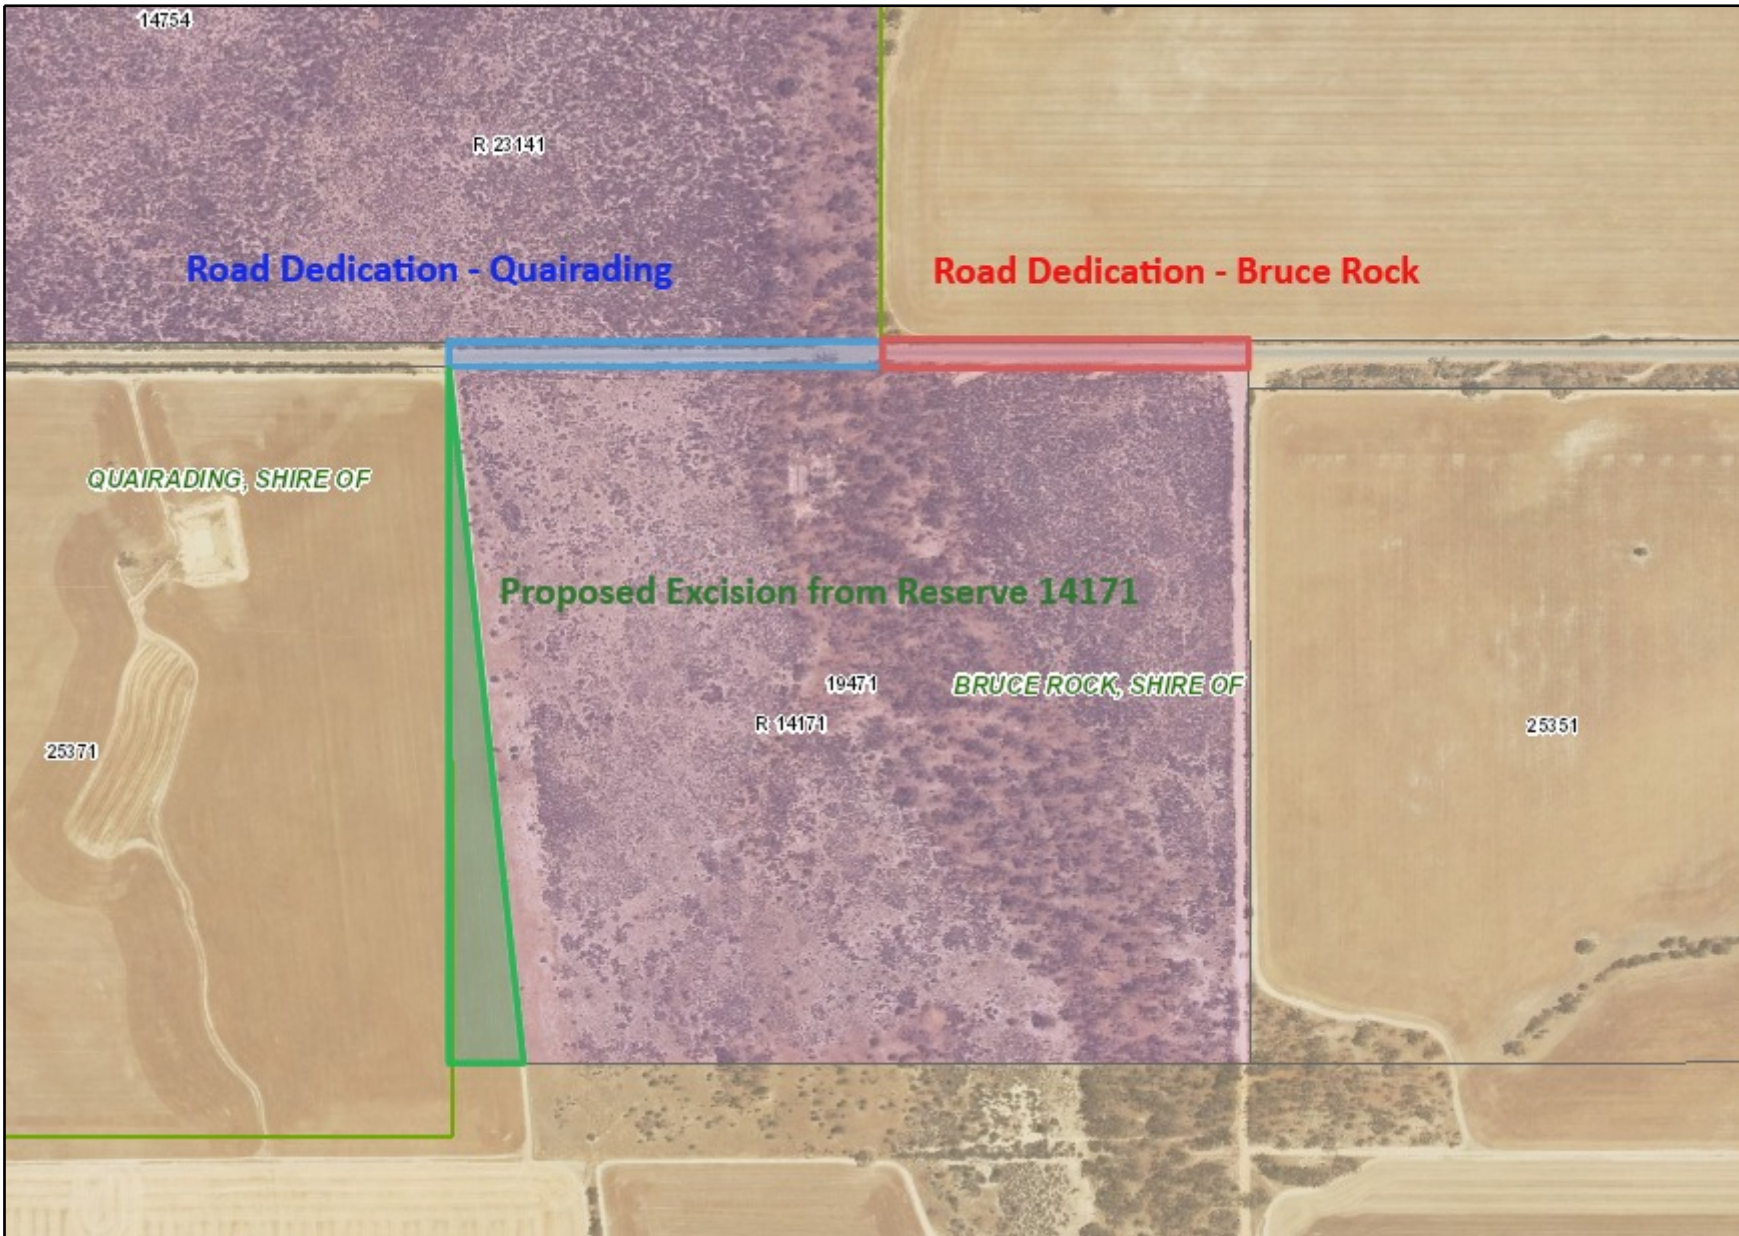 14754
R 23141
Road Dedication - Quairading
Road Dedication - Bruce Rock
QUAIRADING, SHIRE OF
Proposed Excision from Reserve 14171
19471
BRUCE ROCK, SHIRE OF
R 14171
25371
25351